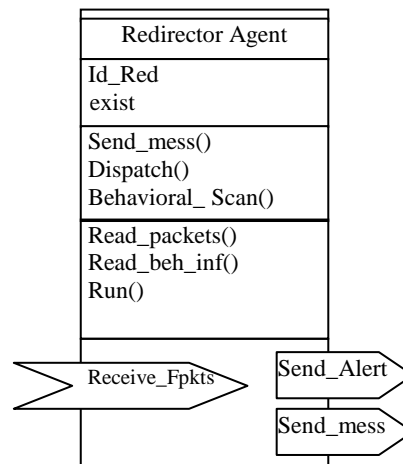 Redirector Agent
Id_Red
exist
Send_mess()
Dispatch()
Behavioral_ Scan()
Read_packets()
Read_beh_inf()
Run()
Receive_Fpkts
Send_Alert
Send_mess